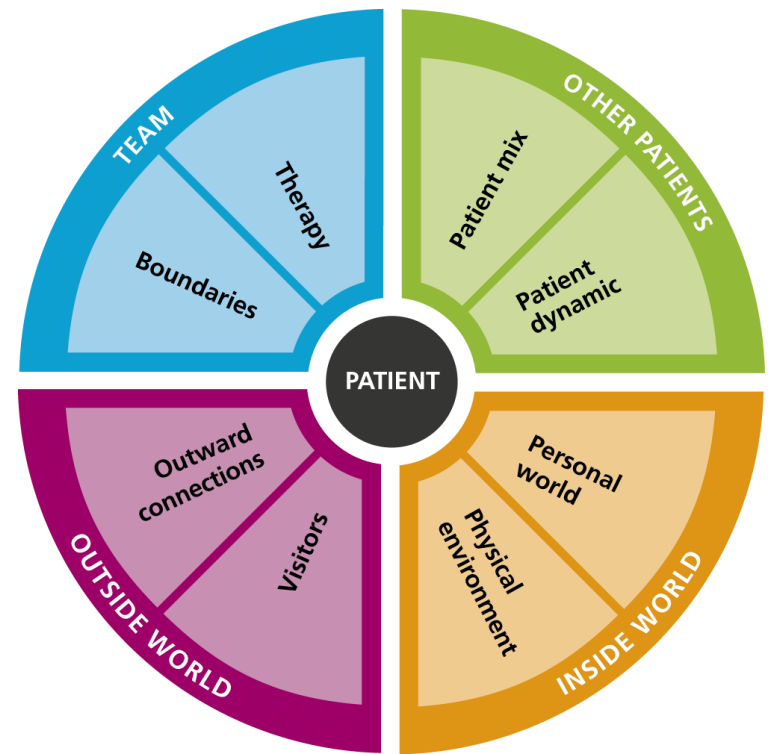 TEAM
Therapy
Boundaries
OTHER PATIENTS
Patient mix
Patient
dynamic
PATIENT
Outward
connections
Visitors
OUTSIDE WORLD
Personal
world
Physical
environment
INSIDE WORLD